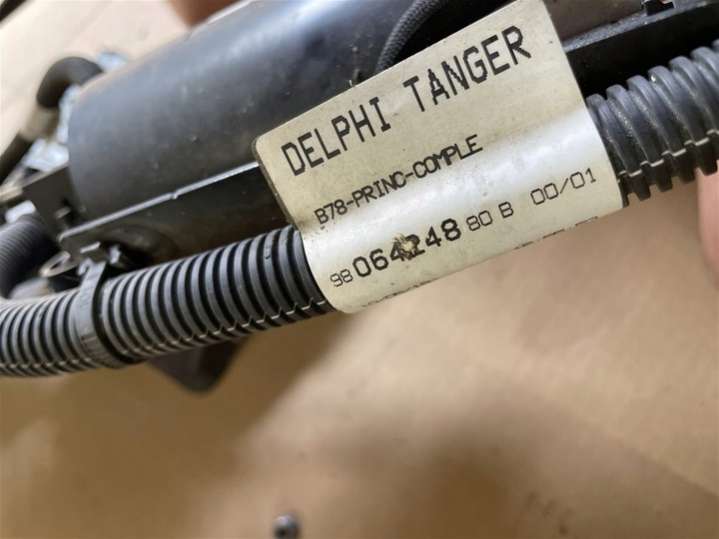 DELPHI TANGER
B78-PRINC-COMPLE
98 064248 80 B 00/01